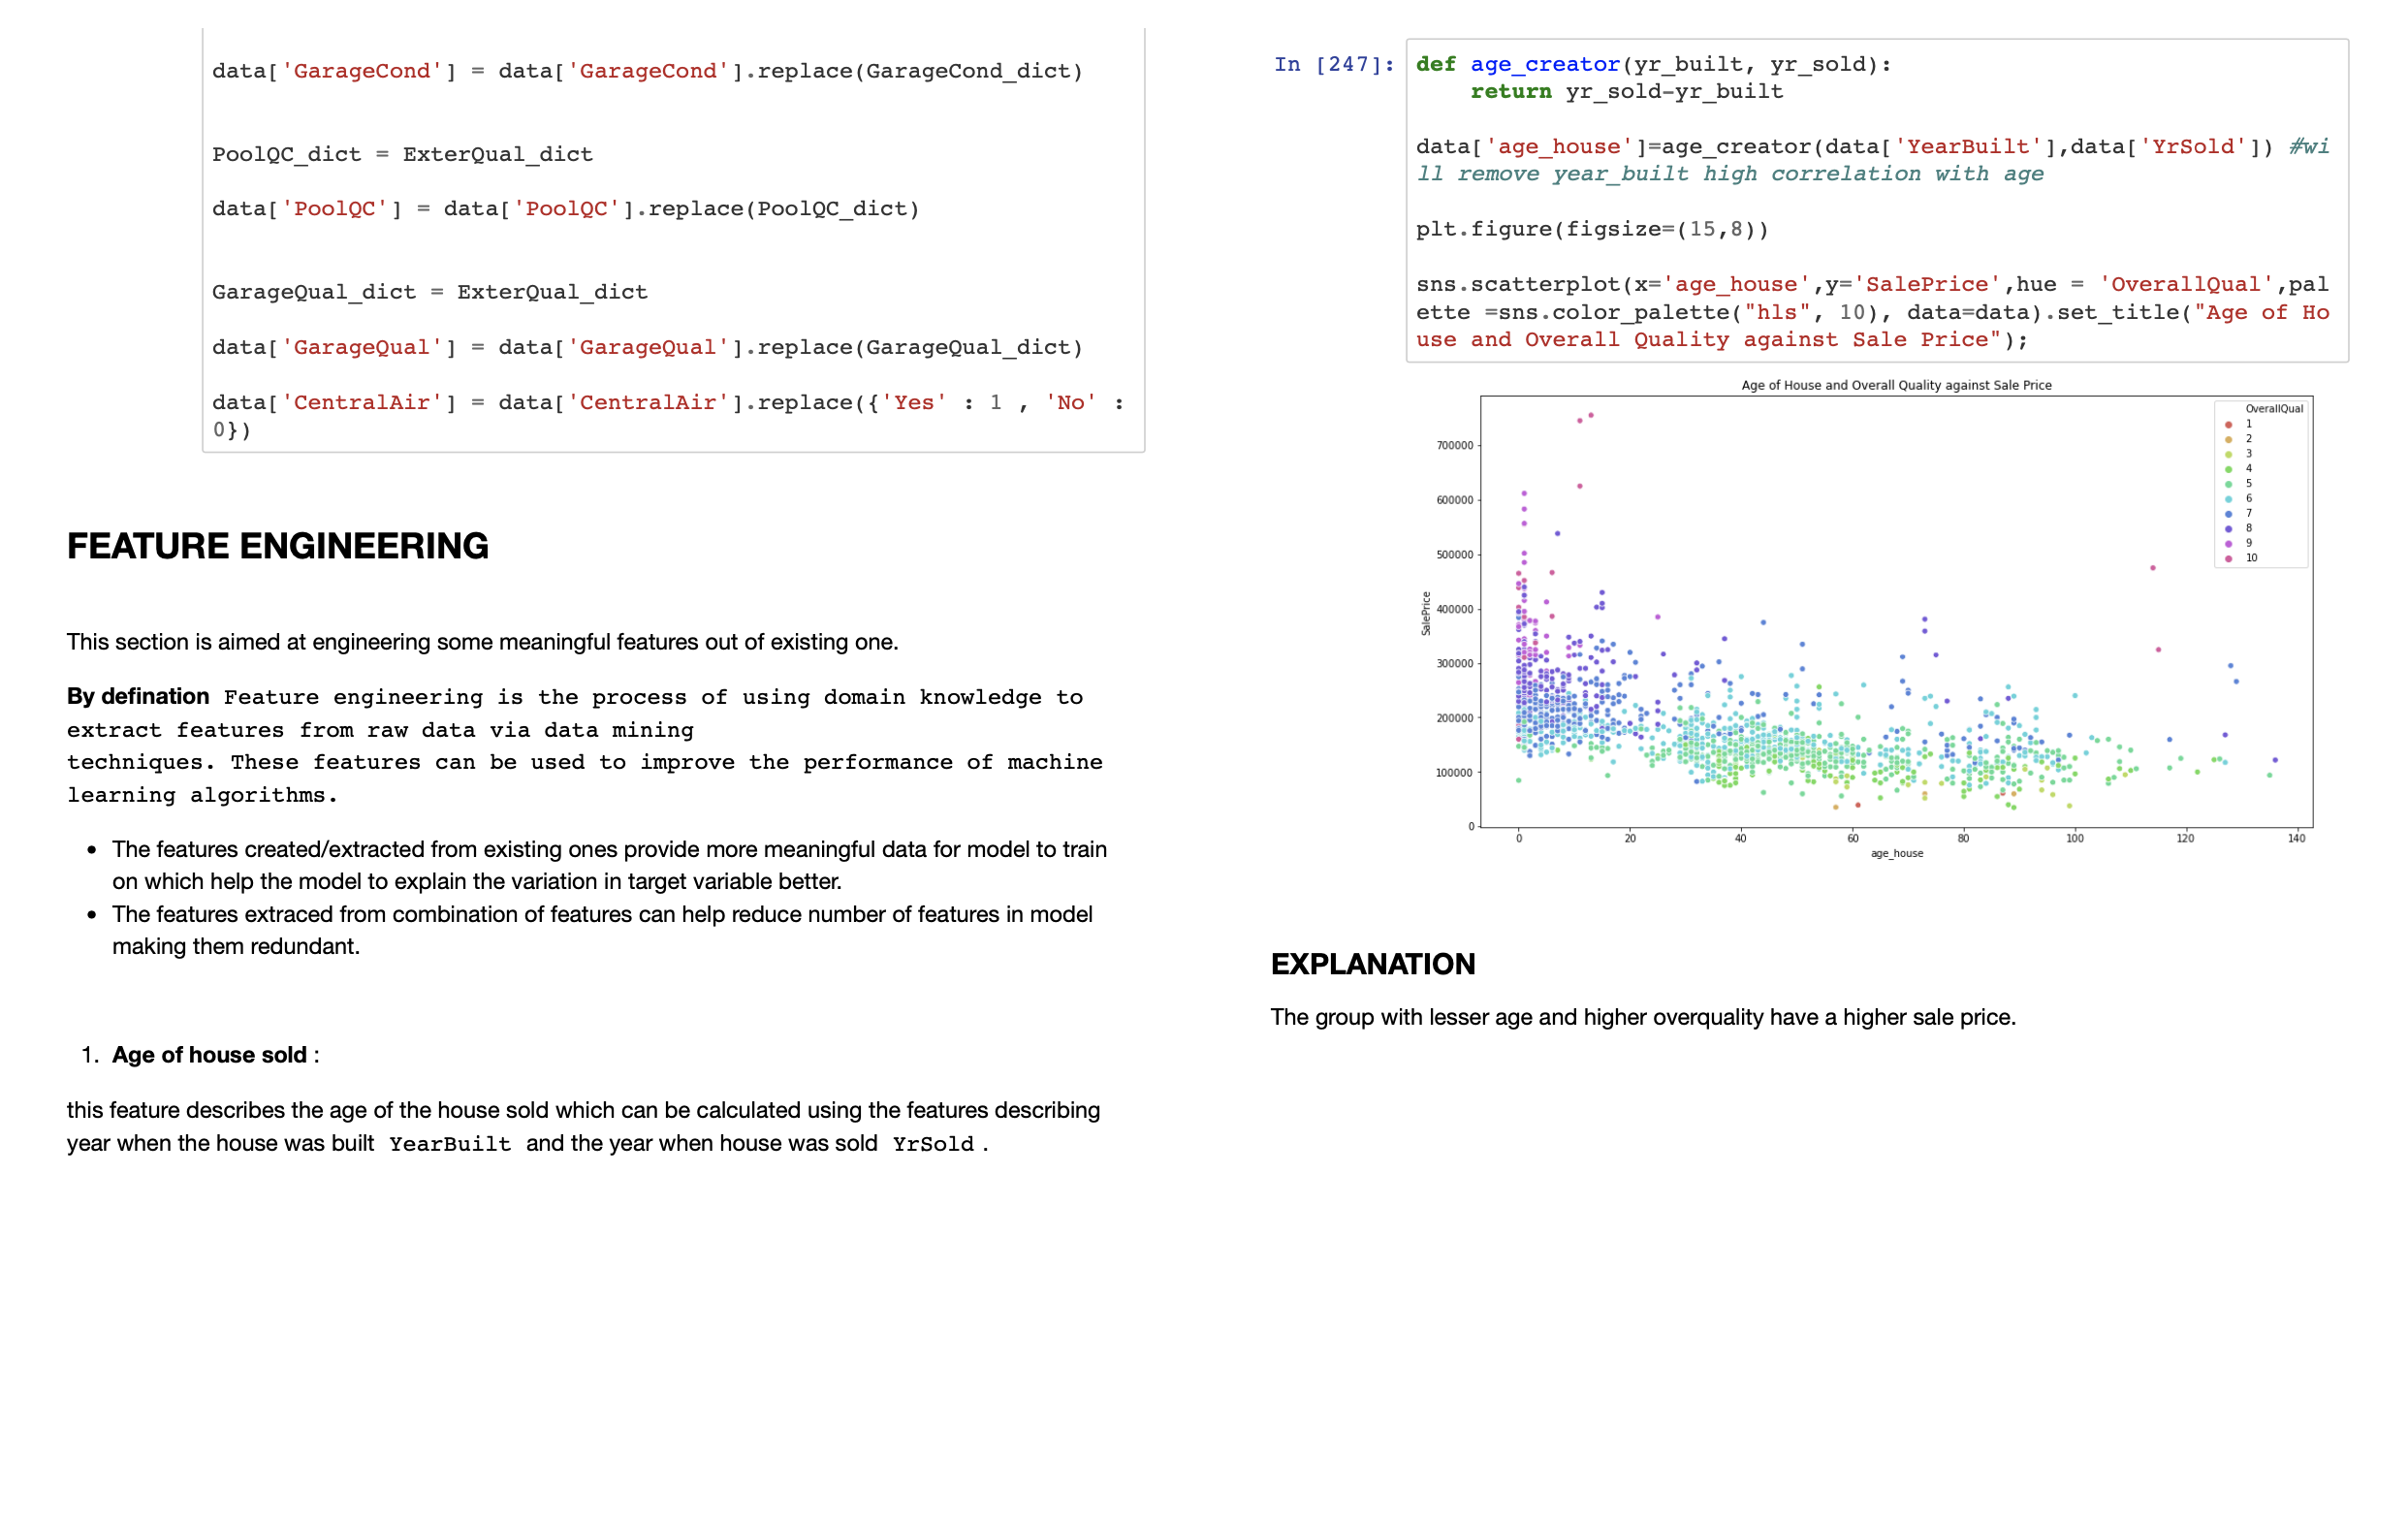 data['GarageCond'] = data['GarageCond'].replace(GarageCond_dict)
PoolQC_dict = ExterQual_dict
data['PoolQC'] = data['PoolQC'].replace(PoolQC_dict)
GarageQual_dict = ExterQual_dict
data['GarageQual'] = data['GarageQual'].replace(GarageQual_dict)
data['CentralAir'] = data['CentralAir'].replace({'Yes' : 1 , 'No' :
0})
FEATURE ENGINEERING
This section is aimed at engineering some meaningful features out of existing one.
By defination Feature engineering is the process of using domain knowledge to
extract features from raw data via data mining
techniques. These features can be used to improve the performance of machine
learning algorithms.
• The features created/extracted from existing ones provide more meaningful data for model to train
on which help the model to explain the variation in target variable better.
• The features extraced from combination of features can help reduce number of features in model
making them redundant.
1. Age of house sold :
this feature describes the age of the house sold which can be calculated using the features describing
year when the house was built YearBuilt and the year when house was sold YrSold .
In [247]: def age_creator(yr_built, yr_sold):
return yr_sold-yr_built
data['age_house']=age_creator(data['YearBuilt'],data['YrSold']) #wi
ll remove year_built high correlation with age
plt.figure(figsize=(15,8))
sns.scatterplot(x='age_house',y='SalePrice',hue = 'OverallQual',pal
ette =sns.color_palette("hls", 10), data=data).set_title("Age of Ho
use and Overall Quality against Sale Price");
Age of House and Overall Quality against Sale Price
OverallQual
1
2
3
4
5
6
7
8
9
10
700000
600000
500000
400000
300000
200000
100000
0
SalePrice
0 20 40 60 80 100 120 140
age_house
EXPLANATION
The group with lesser age and higher overquality have a higher sale price.